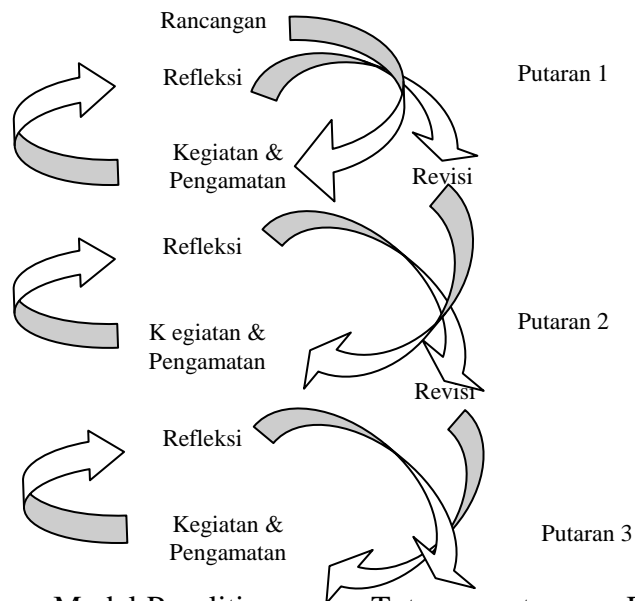 Rancangan
Refleksi
Putaran 1
Kegiatan &
Pengamatan
Revisi
Refleksi
Putaran 2
K egiatan &
Pengamatan
Revisi
Refleksi
Kegiatan &
Pengamatan
Putaran 3